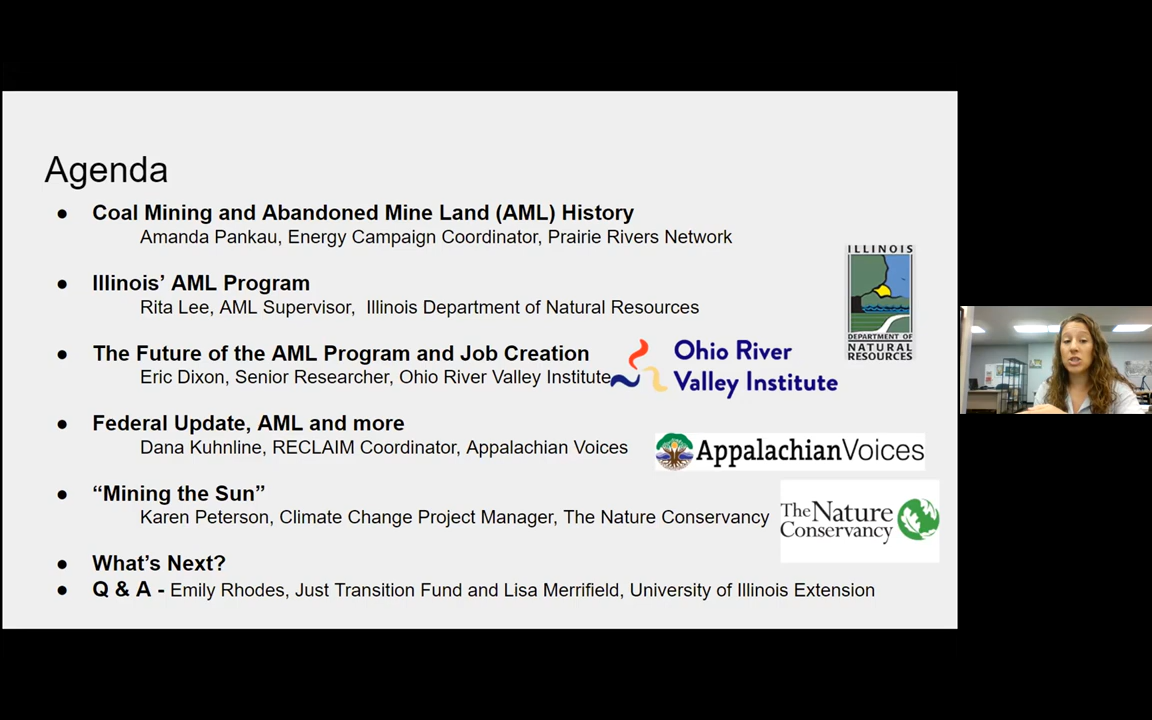 Agenda
● Coal Mining and Abandoned Mine Land (AML) History
Amanda Pankau, Energy Campaign Coordinator, Prairie Rivers Network
● Illinois’ AML Program
Rita Lee, AML Supervisor, Illinois Department of Natural Resources
● The Future of the AML Program and Job Creation
Eric Dixon, Senior Researcher, Ohio River Valley Institute
● Federal Update, AML and more
Dana Kuhnline, RECLAIM Coordinator, Appalachian Voices
● “Mining the Sun”
Karen Peterson, Climate Change Project Manager, The Nature Conservancy
● What’s Next?
● Q & A - Emily Rhodes, Just Transition Fund and Lisa Merrifield, University of Illinois Extension
ILLINOIS
DEPARTMENT OF
NATURAL
RESOURCES
Ohio River
Valley Institute
AppalachianVoices
The Nature
Conservancy